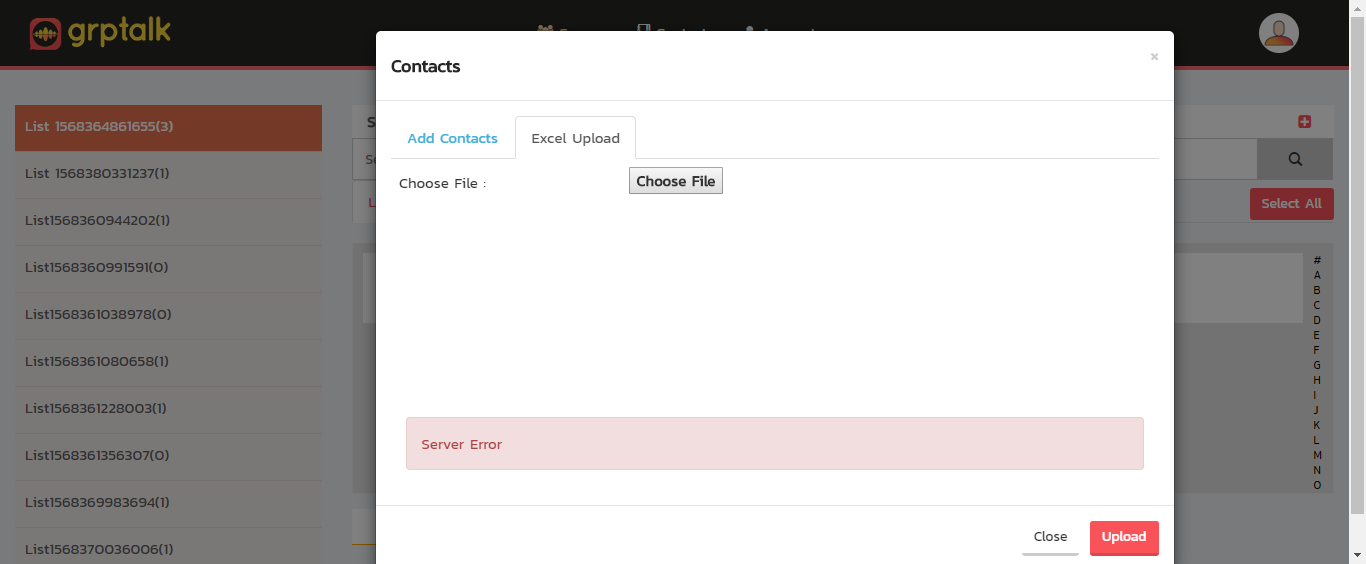 grptalk
Contacts
×
List 1568364861655(3)
Add Contacts
Excel Upload
List 1568380331237(1)
Choose File :
Choose File
Select All
List1568360944202(1)
List1568360991591(0)
#
A
B
C
D
E
F
G
H
I
J
K
L
M
N
O
List1568361038978(0)
List1568361080658(1)
List1568361228003(1)
Server Error
List1568361356307(0)
List1568369983694(1)
List1568370036006(1)
Close
Upload